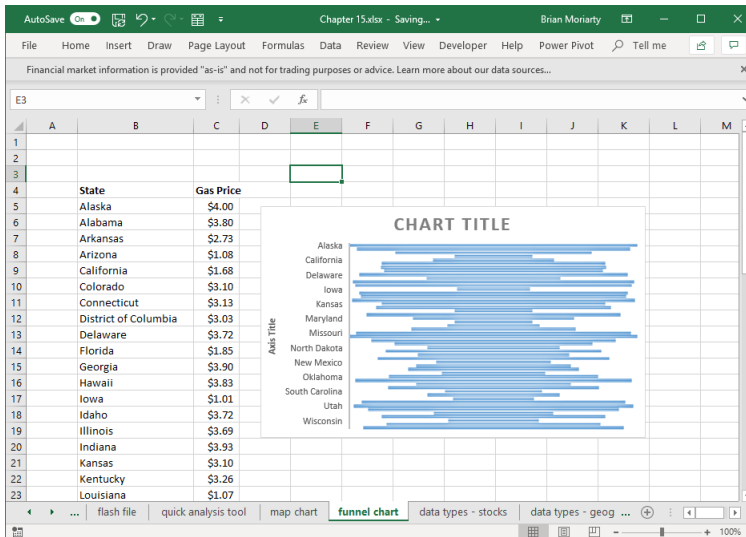 AutoSave On Chapter 15.xlsx - Saving... Brian Moriarty
File Home Insert Draw Page Layout Formulas Data Review View Developer Help Power Pivot Tell me
Financial market information is provided "as-is" and not for trading purposes or advice. Learn more about our data sources...
E3 fx
A B C D E F G H I J K L M
1
2
3
4 State Gas Price
5 Alaska $4.00
6 Alabama $3.80
7 Arkansas $2.73
8 Arizona $1.08
9 California $1.68
10 Colorado $3.10
11 Connecticut $3.13
12 District of Columbia $3.03
13 Delaware $3.72
14 Florida $1.85
15 Georgia $3.90
16 Hawaii $3.83
17 Iowa $1.01
18 Idaho $3.72
19 Illinois $3.69
20 Indiana $3.93
21 Kansas $3.10
22 Kentucky $3.26
23 Louisiana $1.07
CHART TITLE
Axis Title
Alaska
California
Delaware
Iowa
Kansas
Maryland
Missouri
North Dakota
New Mexico
Oklahoma
South Carolina
Utah
Wisconsin
... flash file quick analysis tool map chart funnel chart data types - stocks data types - geog ...
100%